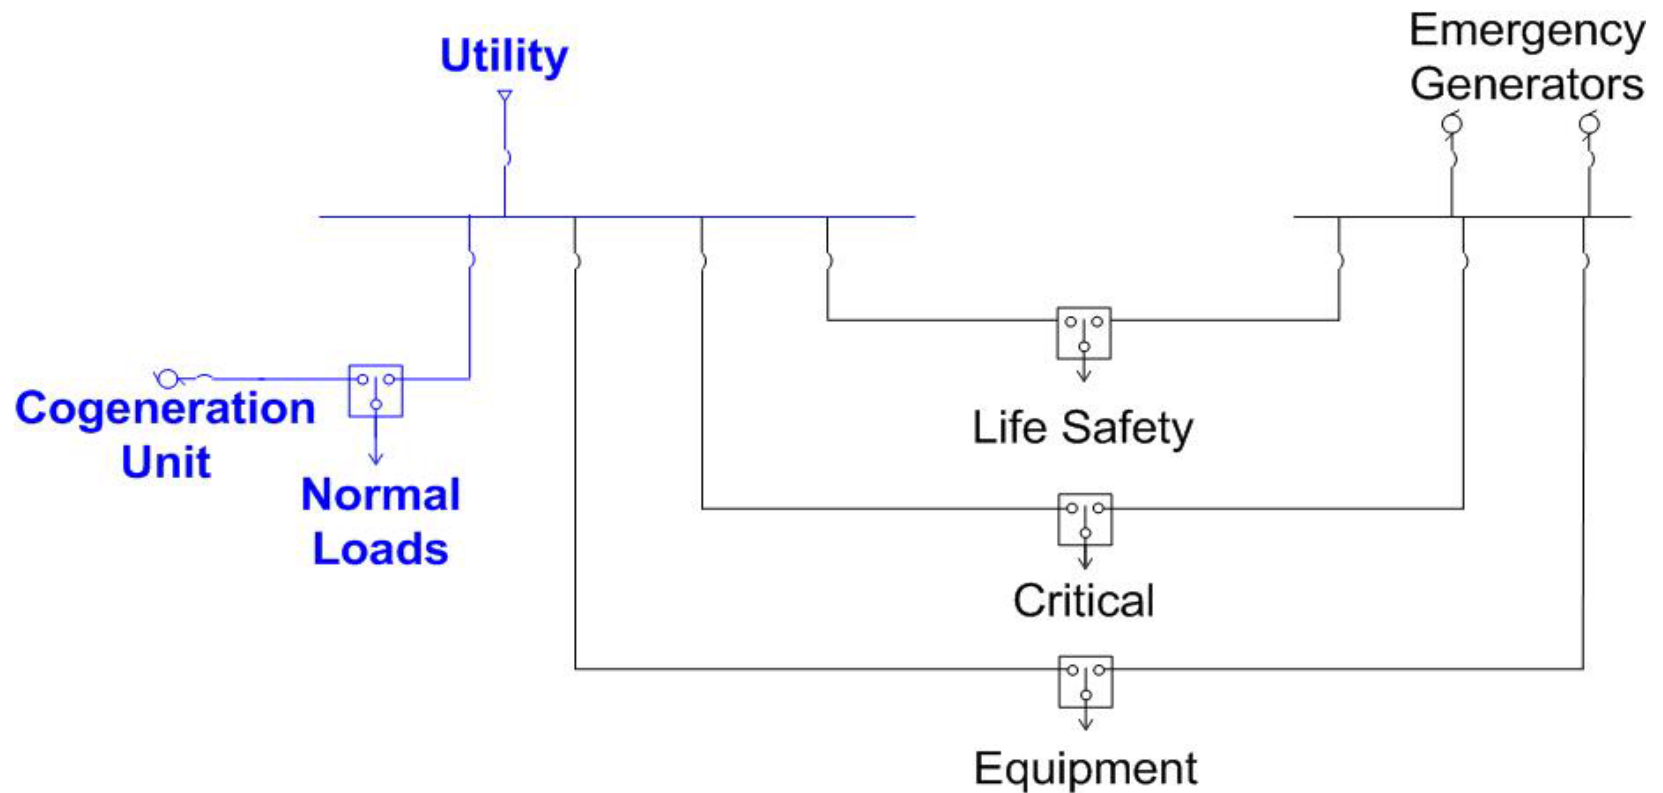 Utility
Emergency
Generators
Cogeneration
Unit
Normal
Loads
Life Safety
Critical
Equipment